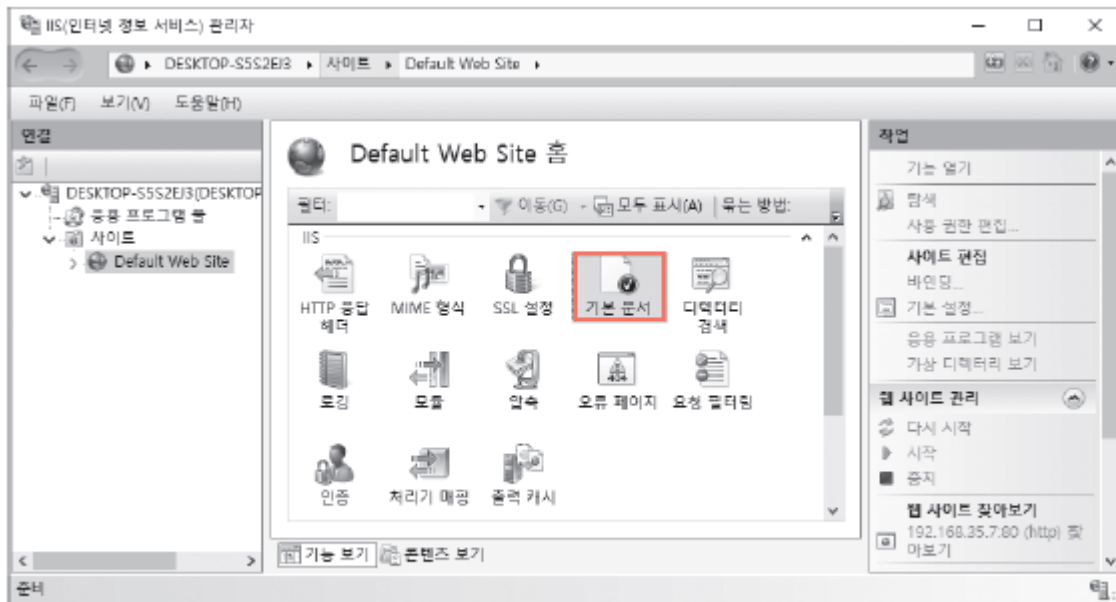 IIS(인터넷 정보 서비스) 관리자
DESKTOP-S5S2EJ3 ▸ 사이트 ▸ Default Web Site ▸
파일(F) 보기(V) 도움말(H)
연결
DESKTOP-S5S2EJ3(DESKTOP
응용 프로그램 풀
사이트
Default Web Site
Default Web Site 홈
필터: 이동(G) 모두 표시(A) 묶는 방법:
IIS
HTTP 응답 헤더
MIME 형식
SSL 설정
기본 문서
디렉터리 검색
로깅
모듈
압축
오류 페이지
요청 필터링
인증
처리기 매핑
출력 캐시
기능 보기 콘텐츠 보기
작업
기능 열기
탐색
사용 권한 편집...
사이트 편집
바인딩...
기본 설정...
응용 프로그램 보기
가상 디렉터리 보기
웹 사이트 관리
다시 시작
시작
중지
웹 사이트 찾아보기
192.168.35.7:80 (http) 찾
아보기
준비